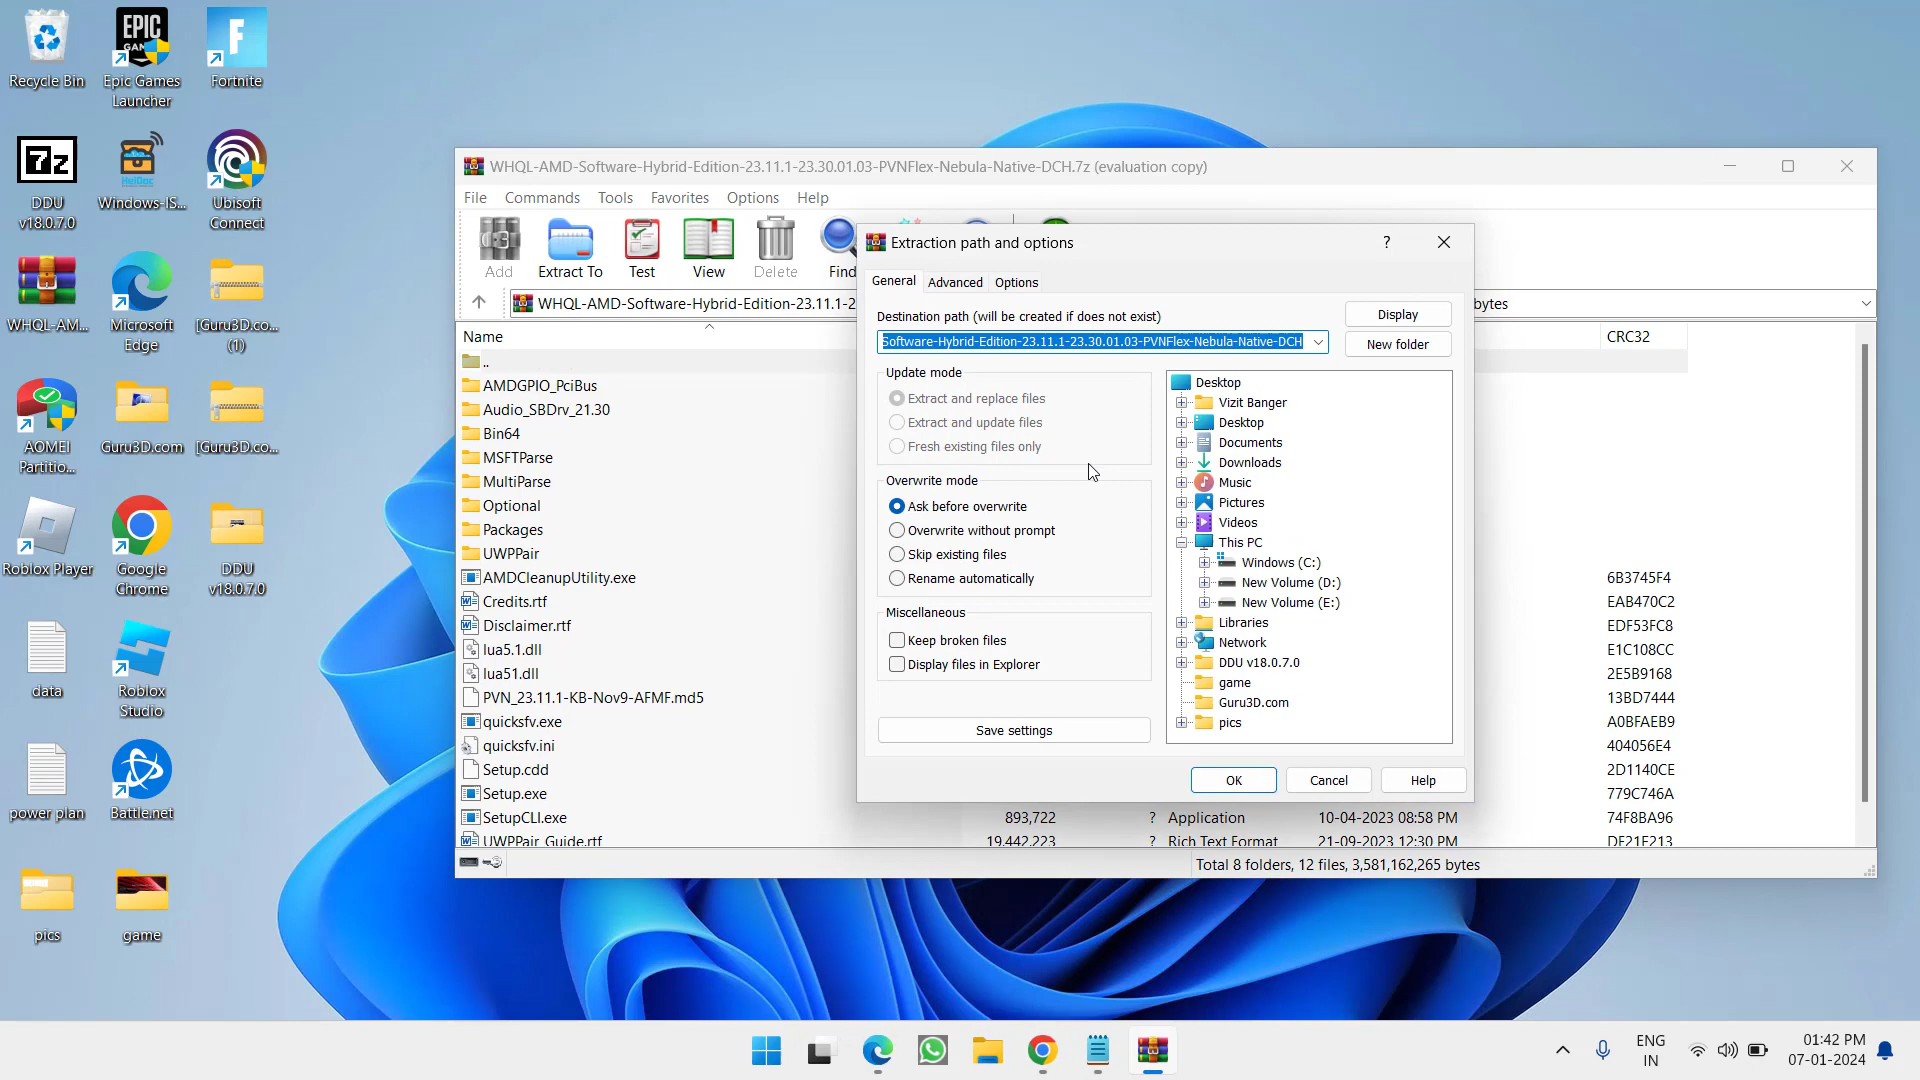 Recycle Bin
Epic Games
Launcher
Fortnite
DDU
v18.0.7.0
Windows-IS...
Ubisoft
Connect
WHQL-AM...
Microsoft
Edge
[Guru3D.co...
(1)
AOMEI
Partitio...
Guru3D.com
[Guru3D.co...
Roblox Player
Google
Chrome
DDU
v18.0.7.0
data
Roblox
Studio
power plan
Battle.net
pics
game
WHQL-AMD-Software-Hybrid-Edition-23.11.1-23.30.01.03-PVNFlex-Nebula-Native-DCH.7z (evaluation copy)
File Commands Tools Favorites Options Help
Add Extract To Test View Delete Find
WHQL-AMD-Software-Hybrid-Edition-23.11.1-2
bytes
Name
CRC32
..
AMDGPIO_PciBus
Audio_SBDrv_21.30
Bin64
MSFTParse
MultiParse
Optional
Packages
UWPPair
AMDCleanupUtility.exe 6B3745F4
Credits.rtf EAB470C2
Disclaimer.rtf EDF53FC8
lua5.1.dll E1C108CC
lua51.dll 2E5B9168
PVN_23.11.1-KB-Nov9-AFMF.md5 13BD7444
quicksfv.exe A0BFAEB9
quicksfv.ini 404056E4
Setup.cdd 2D1140CE
Setup.exe 779C746A
SetupCLI.exe 893,722 ? Application 10-04-2023 08:58 PM 74F8BA96
UWPPair Guide.rtf 19,442,223 ? Rich Text Format 21-09-2023 12:30 PM DF21F213
Total 8 folders, 12 files, 3,581,162,265 bytes
Extraction path and options
?
General Advanced Options
Destination path (will be created if does not exist)
Display
Software-Hybrid-Edition-23.11.1-23.30.01.03-PVNFlex-Nebula-Native-DCH
New folder
Update mode
Extract and replace files
Extract and update files
Fresh existing files only
Overwrite mode
Ask before overwrite
Overwrite without prompt
Skip existing files
Rename automatically
Miscellaneous
Keep broken files
Display files in Explorer
Save settings
Desktop
Vizit Banger
Desktop
Documents
Downloads
Music
Pictures
Videos
This PC
Windows (C:)
New Volume (D:)
New Volume (E:)
Libraries
Network
DDU v18.0.7.0
game
Guru3D.com
pics
OK Cancel Help
ENG
IN
01:42 PM
07-01-2024